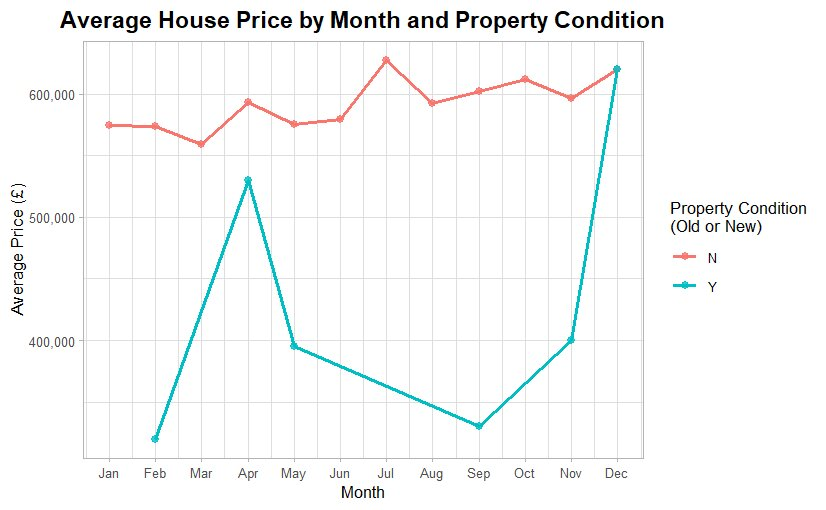 Average House Price by Month and Property Condition
Average Price (£)
600,000
500,000
400,000
Jan Feb Mar Apr May Jun Jul Aug Sep Oct Nov Dec
Month
Property Condition
(Old or New)
N
Y